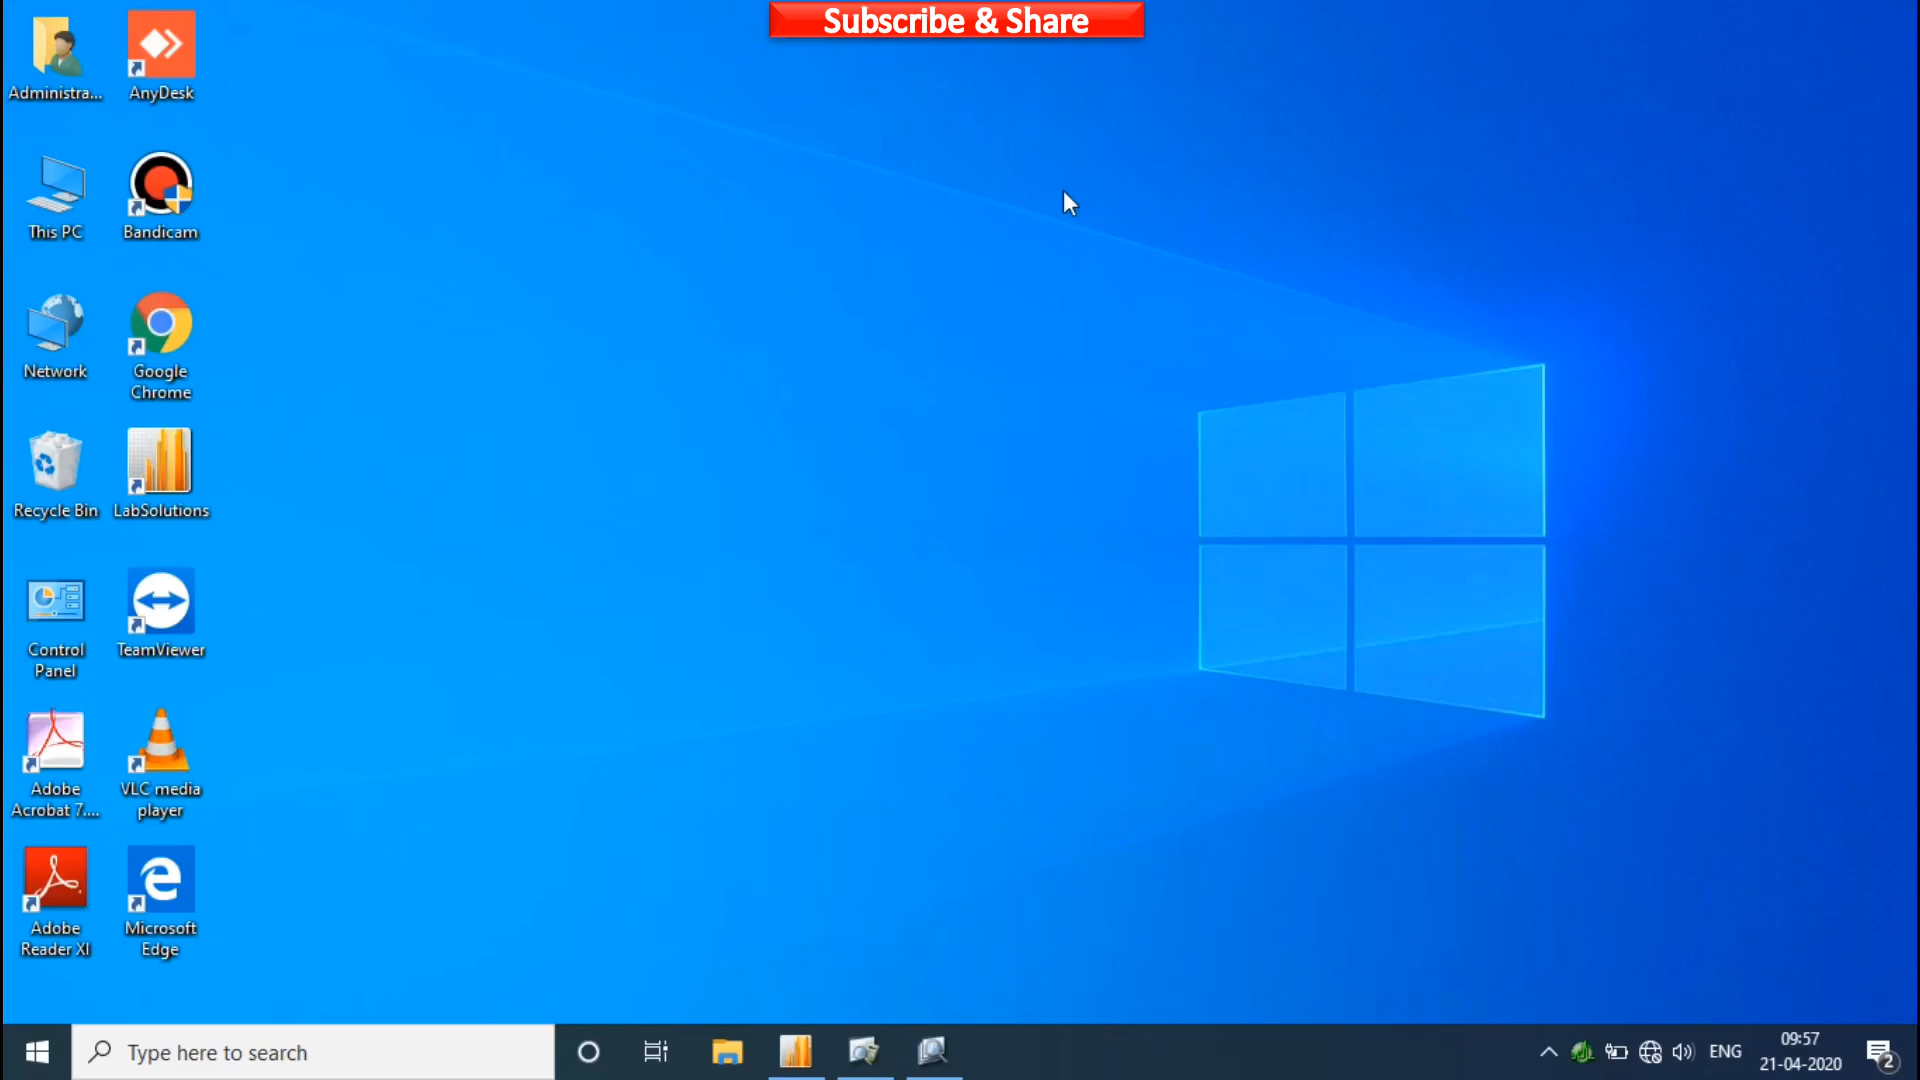 Subscribe & Share
Administra...
AnyDesk
This PC
Bandicam
Network
Google
Chrome
Recycle Bin
LabSolutions
Control
Panel
TeamViewer
Adobe
Acrobat 7....
VLC media
player
Adobe
Reader XI
Microsoft
Edge
Type here to search
ENG
09:57
21-04-2020
2